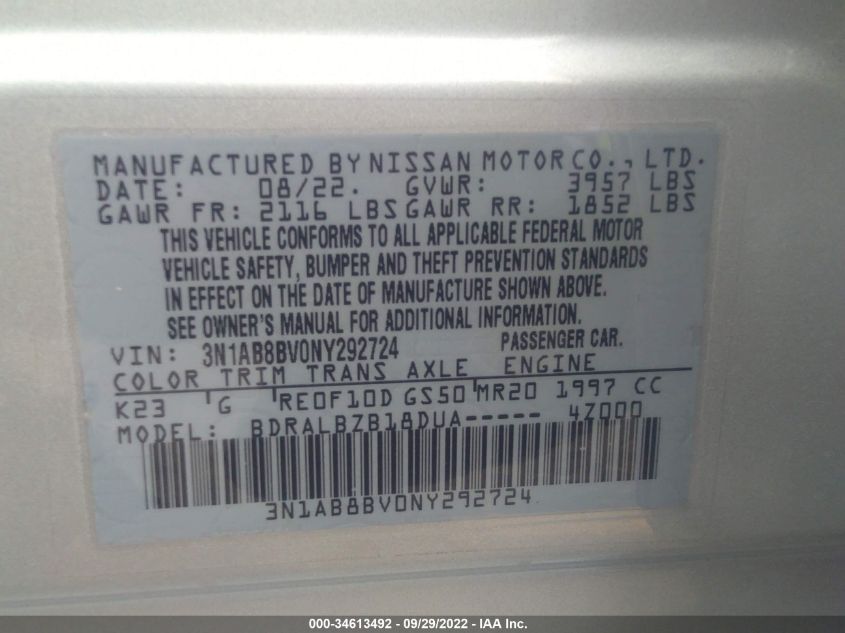 MANUFACTURED BY NISSAN MOTOR CO., LTD.
DATE: 08/22. GVWR: 3957 LBS
GAWR FR: 2116 LBS GAWR RR: 1852 LBS
THIS VEHICLE CONFORMS TO ALL APPLICABLE FEDERAL MOTOR
VEHICLE SAFETY, BUMPER AND THEFT PREVENTION STANDARDS
IN EFFECT ON THE DATE OF MANUFACTURE SHOWN ABOVE.
SEE OWNER'S MANUAL FOR ADDITIONAL INFORMATION.
VIN: 3N1AB8BV0NY292724 PASSENGER CAR.
COLOR TRIM TRANS AXLE ENGINE
K23 'G 'RE0F10D GS50 'MR20 1997 CC
MODEL: BDRALBZB18DUA----- 4Z000
3N1AB8BV0NY292724
000-34613492 - 09/29/2022 - IAA Inc.